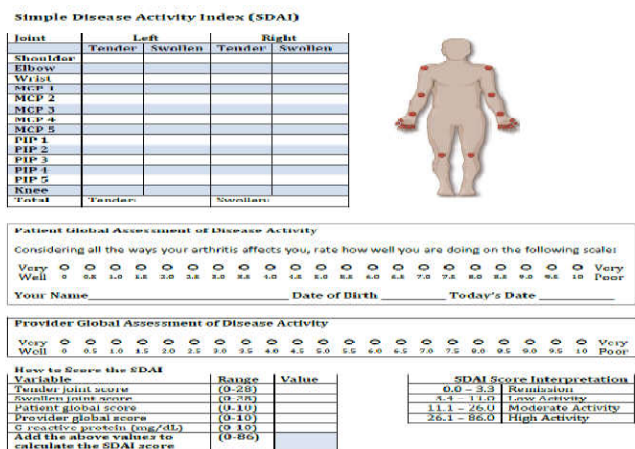 Simple Disease Activity Index (SDAI)
Joint Left Right
Tender Swollen Tender Swollen
Shoulder
Elbow
Wrist
MCP 1
MCP 2
MCP 3
MCP 4
MCP 5
PIP 1
PIP 2
PIP 3
PIP 4
PIP 5
Knee
Total Tender: Swollen:
Patient Global Assessment of Disease Activity
Considering all the ways your arthritis affects you, rate how well you are doing on the following scale:
Very Well 0 0.5 1.0 1.5 2.0 2.5 3.0 3.5 4.0 4.5 5.0 5.5 6.0 6.5 7.0 7.5 8.0 8.5 9.0 9.5 10 Very Poor
Your Name Date of Birth Today's Date
Provider Global Assessment of Disease Activity
Very Well 0 0.5 1.0 1.5 2.0 2.5 3.0 3.5 4.0 4.5 5.0 5.5 6.0 6.5 7.0 7.5 8.0 8.5 9.0 9.5 10 Very Poor
How to Score the SDAI
Variable Range Value
Tender joint score (0-28)
Swollen joint score (0-28)
Patient global score (0-10)
Provider global score (0-10)
C reactive protein (mg/dL) (0-10)
Add the above values to (0-86)
calculate the SDAI score
SDAI Score Interpretation
0.0 – 3.3 Remission
3.4 – 11.0 Low Activity
11.1 – 26.0 Moderate Activity
26.1 – 86.0 High Activity